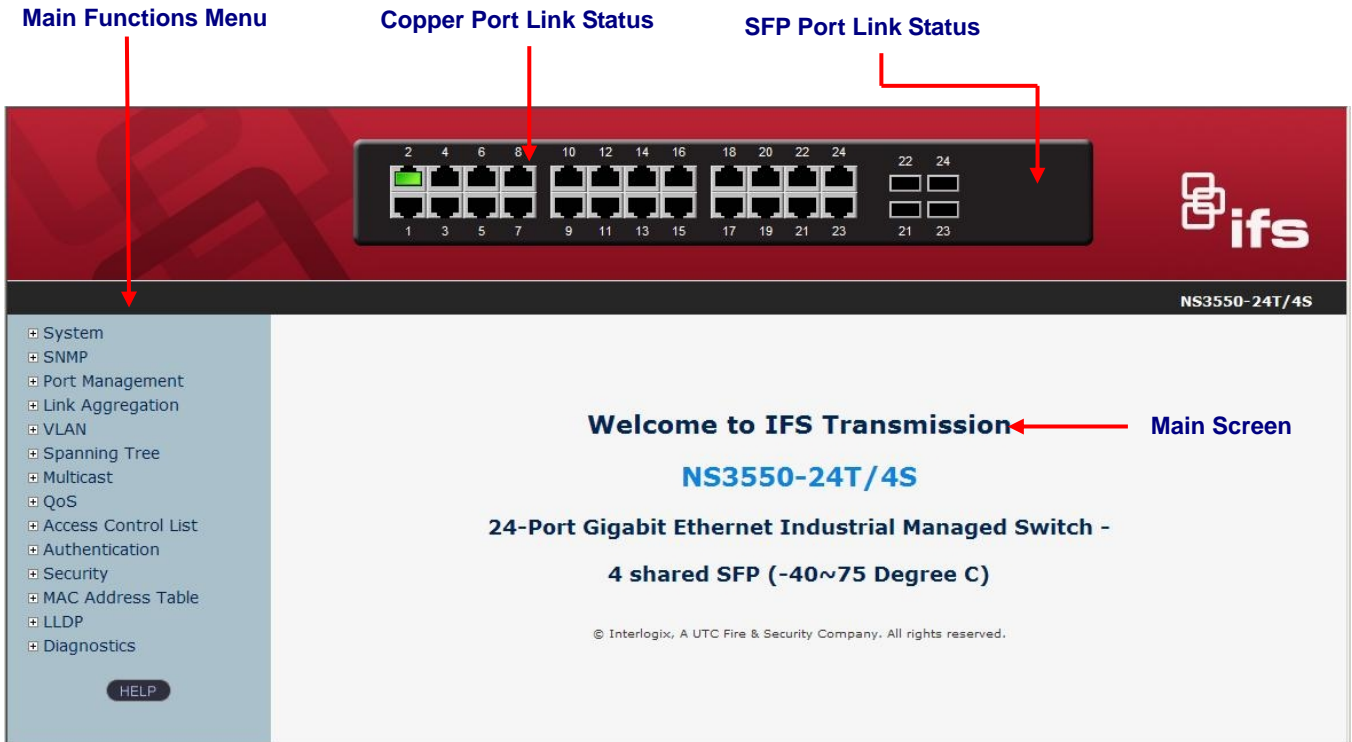 Main Functions Menu
Copper Port Link Status
SFP Port Link Status
2 4 6 8 10 12 14 16 18 20 22 24
22 24
1 3 5 7 9 11 13 15 17 19 21 23
21 23
ifs
NS3550-24T/4S
System
SNMP
Port Management
Link Aggregation
VLAN
Spanning Tree
Multicast
QoS
Access Control List
Authentication
Security
MAC Address Table
LLDP
Diagnostics
HELP
Welcome to IFS Transmission
Main Screen
NS3550-24T/4S
24-Port Gigabit Ethernet Industrial Managed Switch -
4 shared SFP (-40~75 Degree C)
© Interlogix, A UTC Fire & Security Company. All rights reserved.